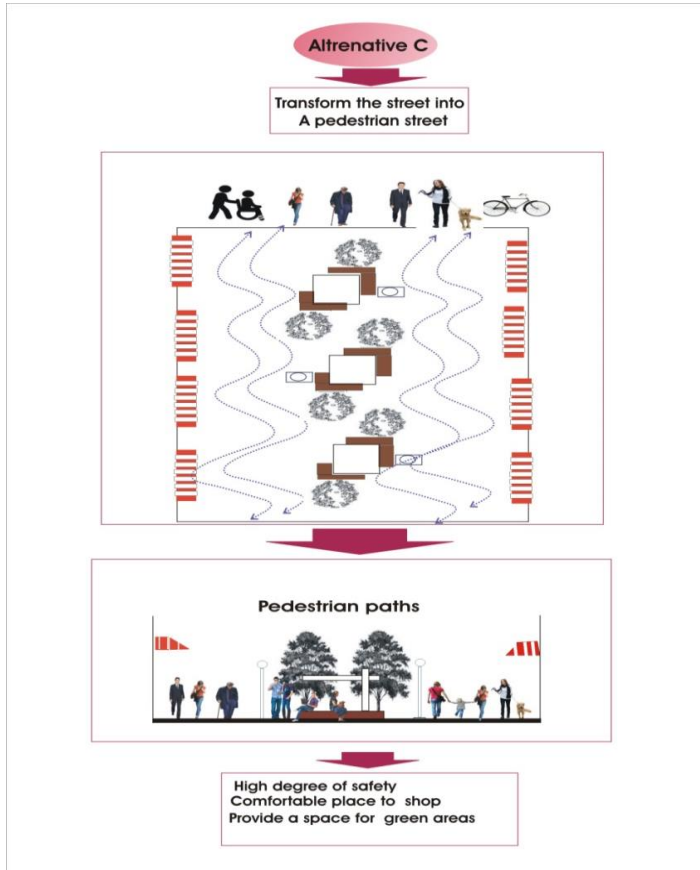 Altrenative C
Transform the street into
A pedestrian street
Pedestrian paths
High degree of safety
Comfortable place to shop
Provide a space for green areas